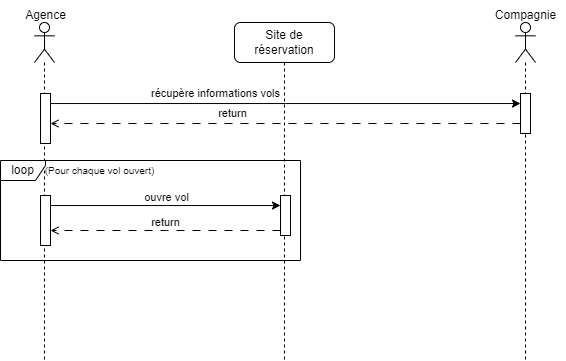 Agence
Compagnie
Site de
réservation
récupère informations vols
return
loop
(Pour chaque vol ouvert)
ouvre vol
return